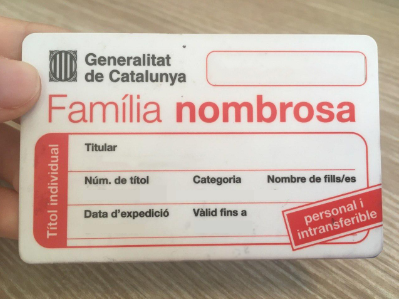 Generalitat
de Catalunya
Família nombrosa
Títol individual
Titular
Núm. de títol Categoria Nombre de fills/es
Data d'expedició Vàlid fins a
personal i
intransferible